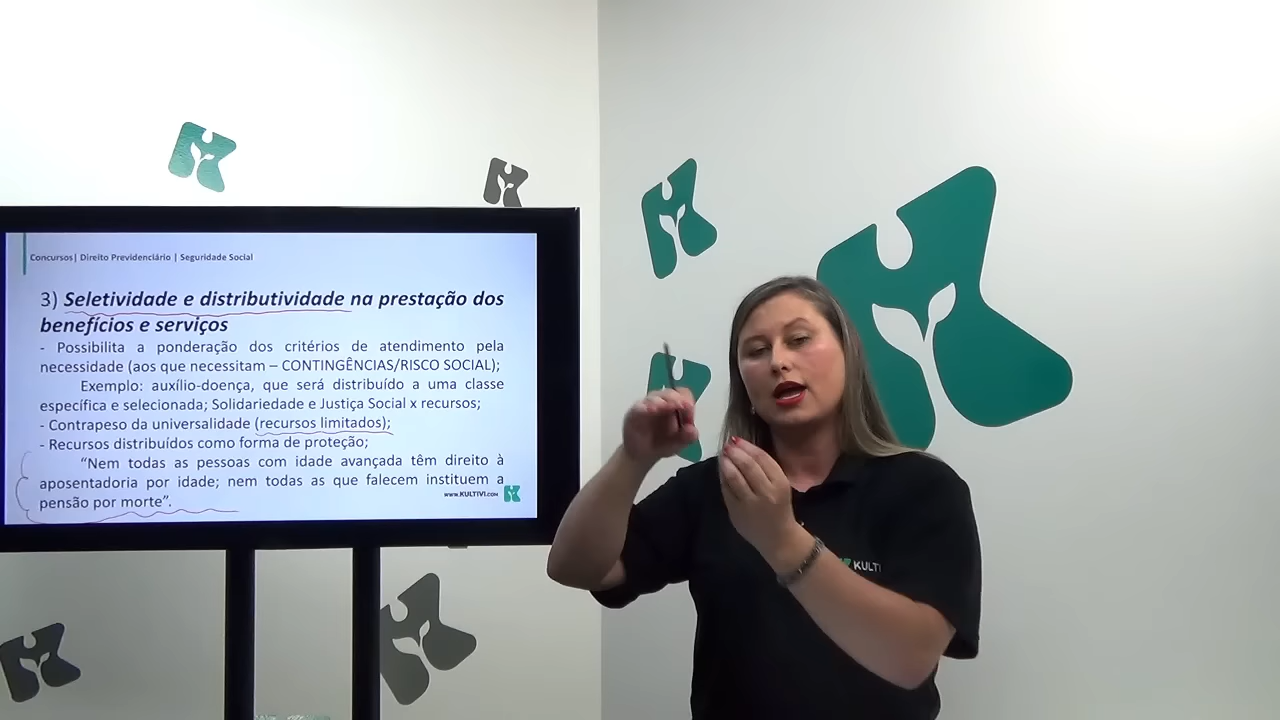 Concursos| Direito Previdenciário | Seguridade Social
3) Seletividade e distributividade na prestação dos
benefícios e serviços
- Possibilita a ponderação dos critérios de atendimento pela
necessidade (aos que necessitam – CONTINGÊNCIAS/RISCO SOCIAL);
Exemplo: auxílio-doença, que será distribuído a uma classe
específica e selecionada; Solidariedade e Justiça Social x recursos;
- Contrapeso da universalidade (recursos limitados);
- Recursos distribuídos como forma de proteção;
“Nem todas as pessoas com idade avançada têm direito à
aposentadoria por idade; nem todas as que falecem instituem a
pensão por morte”.
www.KULTIVI.COM
KULTI